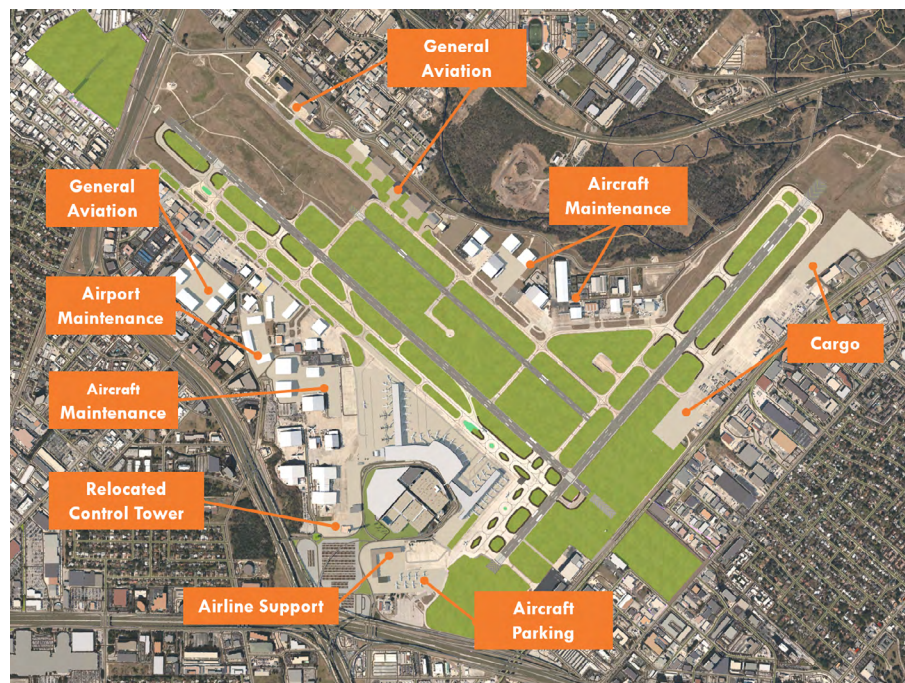 General
Aviation
General
Aviation
Aircraft
Maintenance
Airport
Maintenance
Cargo
Aircraft
Maintenance
Relocated
Control Tower
Airline Support
Aircraft
Parking